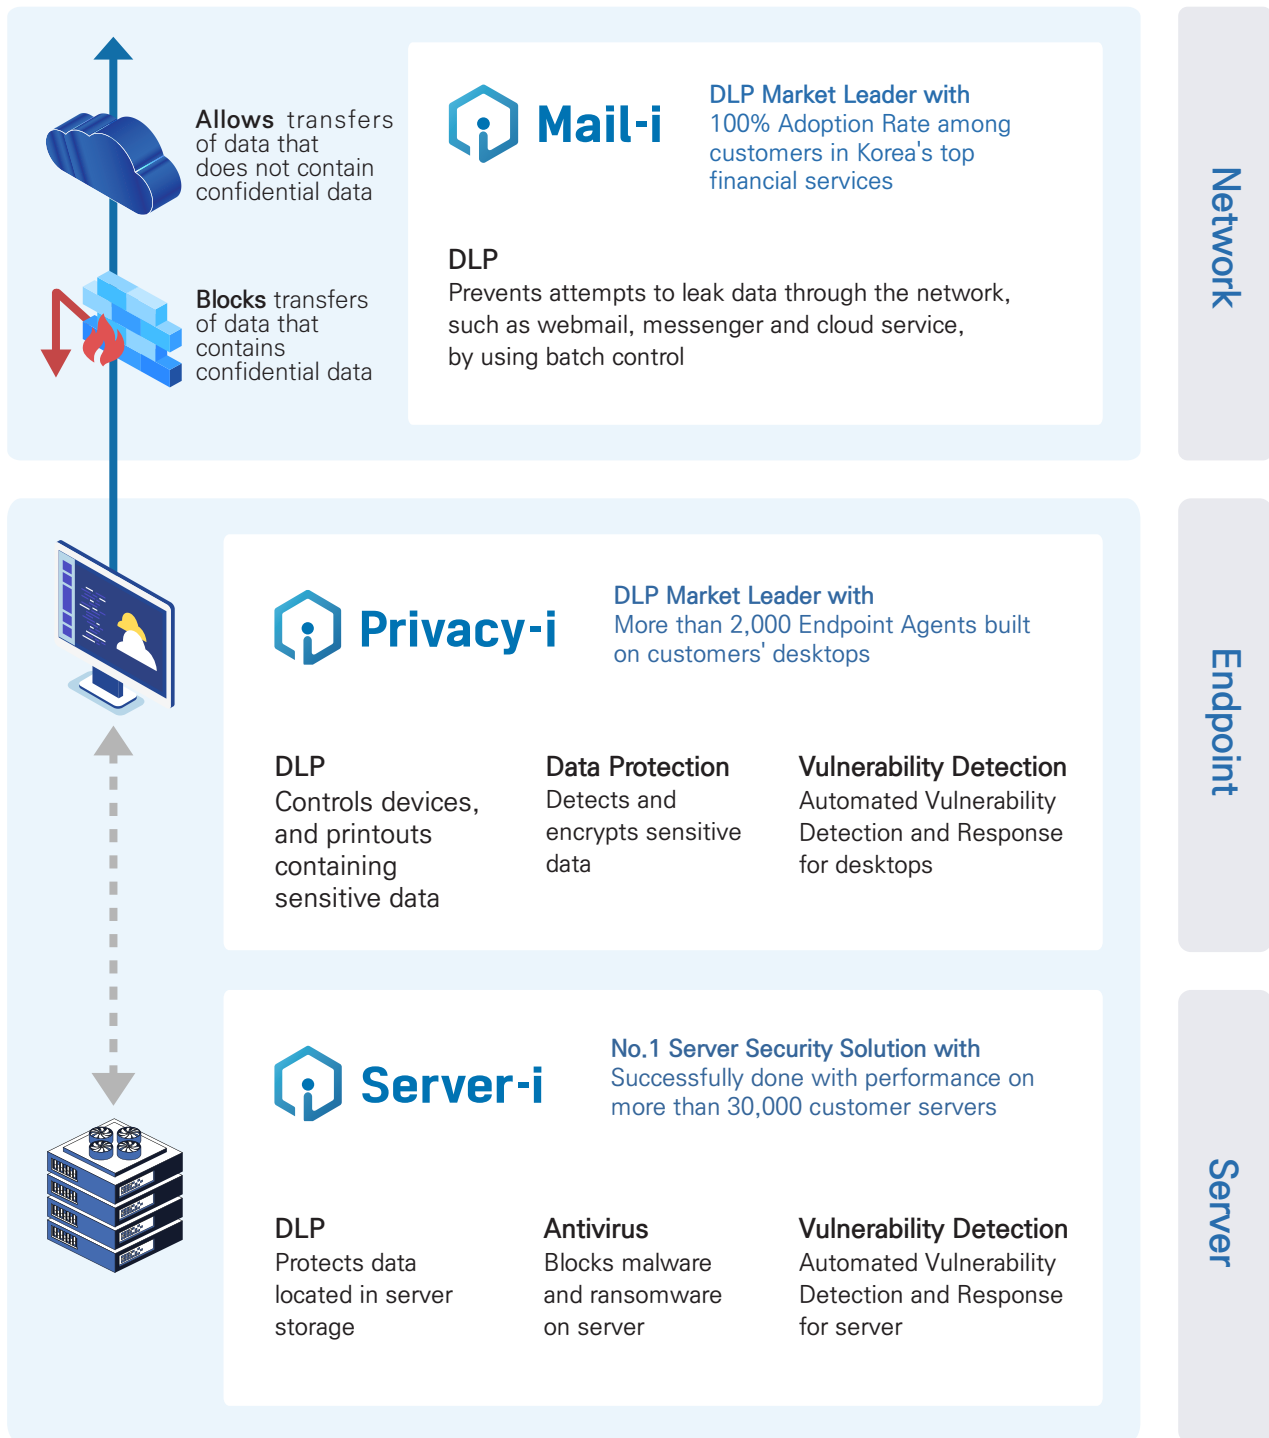 Allows transfers
of data that
does not contain
confidential data
Blocks transfers
of data that
contains
confidential data
Mail-i
DLP Market Leader with
100% Adoption Rate among
customers in Korea's top
financial services
DLP
Prevents attempts to leak data through the network,
such as webmail, messenger and cloud service,
by using batch control
Network
Privacy-i
DLP Market Leader with
More than 2,000 Endpoint Agents built
on customers' desktops
DLP
Controls devices,
and printouts
containing
sensitive data
Data Protection
Detects and
encrypts sensitive
data
Vulnerability Detection
Automated Vulnerability
Detection and Response
for desktops
Endpoint
Server-i
No.1 Server Security Solution with
Successfully done with performance on
more than 30,000 customer servers
DLP
Protects data
located in server
storage
Antivirus
Blocks malware
and ransomware
on server
Vulnerability Detection
Automated Vulnerability
Detection and Response
for server
Server